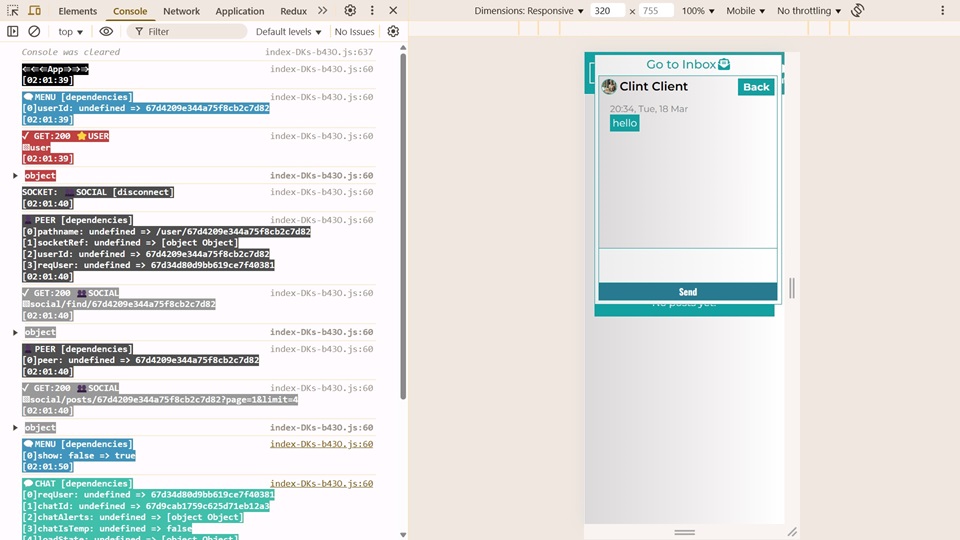 Elements Console Network Application Redux
Dimensions: Responsive 320 × 755 100% Mobile No throttling
top Filter Default levels No Issues
Console was cleared index-DKs-b430.js:637
⇐⇐⇐App⇒⇒⇒ index-DKs-b430.js:60
[02:01:39]
MENU [dependencies] index-DKs-b430.js:60
[0]userId: undefined => 67d4209e344a75f8cb2c7d82
[02:01:39]
✓ GET:200 ⭐USER index-DKs-b430.js:60
user
[02:01:39]
object index-DKs-b430.js:60
SOCKET: SOCIAL [disconnect] index-DKs-b430.js:60
[02:01:40]
PEER [dependencies] index-DKs-b430.js:60
[0]pathname: undefined => /user/67d4209e344a75f8cb2c7d82
[1]socketRef: undefined => [object Object]
[2]userId: undefined => 67d4209e344a75f8cb2c7d82
[3]reqUser: undefined => 67d34d80d9bb619ce7f40381
[02:01:40]
✓ GET:200 SOCIAL index-DKs-b430.js:60
social/find/67d4209e344a75f8cb2c7d82
[02:01:40]
object index-DKs-b430.js:60
PEER [dependencies] index-DKs-b430.js:60
[0]peer: undefined => 67d4209e344a75f8cb2c7d82
[02:01:40]
✓ GET:200 SOCIAL index-DKs-b430.js:60
social/posts/67d4209e344a75f8cb2c7d82?page=1&limit=4
[02:01:40]
object index-DKs-b430.js:60
MENU [dependencies] index-DKs-b430.js:60
[0]show: false => true
[02:01:50]
CHAT [dependencies] index-DKs-b430.js:60
[0]reqUser: undefined => 67d34d80d9bb619ce7f40381
[1]chatId: undefined => 67d9cab1759c625d71eb12a3
[2]chatAlerts: undefined => [object Object]
[3]chatIsTemp: undefined => false
[4]loadState: undefined => [object Object]
Go to Inbox
Clint Client Back
20:34, Tue, 18 Mar
hello
Send
No posts yet.